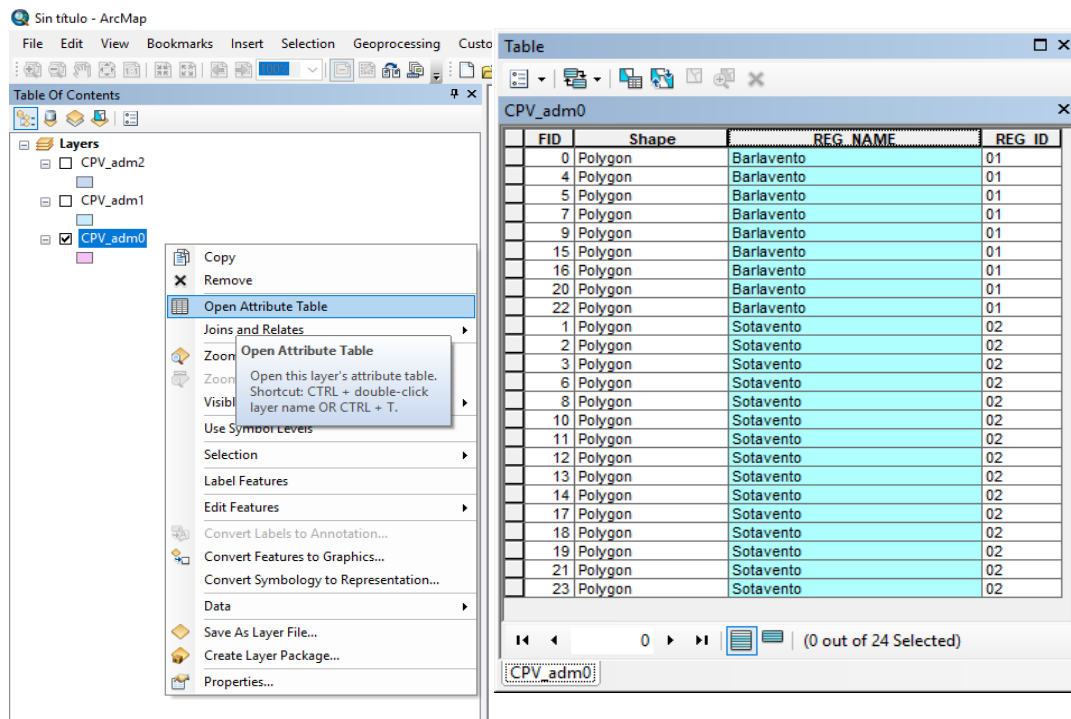 Sin título - ArcMap
File Edit View Bookmarks Insert Selection Geoprocessing Custo
100%
Table Of Contents
Layers
CPV_adm2
CPV_adm1
CPV_adm0
Copy
Remove
Open Attribute Table
Joins and Relates
Zoom
Open Attribute Table
Open this layer's attribute table.
Shortcut: CTRL + double-click
layer name OR CTRL + T.
Zoon
Visibl
Use Symbol Levels
Selection
Label Features
Edit Features
Convert Labels to Annotation...
Convert Features to Graphics...
Convert Symbology to Representation...
Data
Save As Layer File...
Create Layer Package...
Properties...
Table
CPV_adm0
FID Shape REG_NAME REG_ID
0 Polygon Barlavento 01
4 Polygon Barlavento 01
5 Polygon Barlavento 01
7 Polygon Barlavento 01
9 Polygon Barlavento 01
15 Polygon Barlavento 01
16 Polygon Barlavento 01
20 Polygon Barlavento 01
22 Polygon Barlavento 01
1 Polygon Sotavento 02
2 Polygon Sotavento 02
3 Polygon Sotavento 02
6 Polygon Sotavento 02
8 Polygon Sotavento 02
10 Polygon Sotavento 02
11 Polygon Sotavento 02
12 Polygon Sotavento 02
13 Polygon Sotavento 02
14 Polygon Sotavento 02
17 Polygon Sotavento 02
18 Polygon Sotavento 02
19 Polygon Sotavento 02
21 Polygon Sotavento 02
23 Polygon Sotavento 02
0 (0 out of 24 Selected)
CPV_adm0